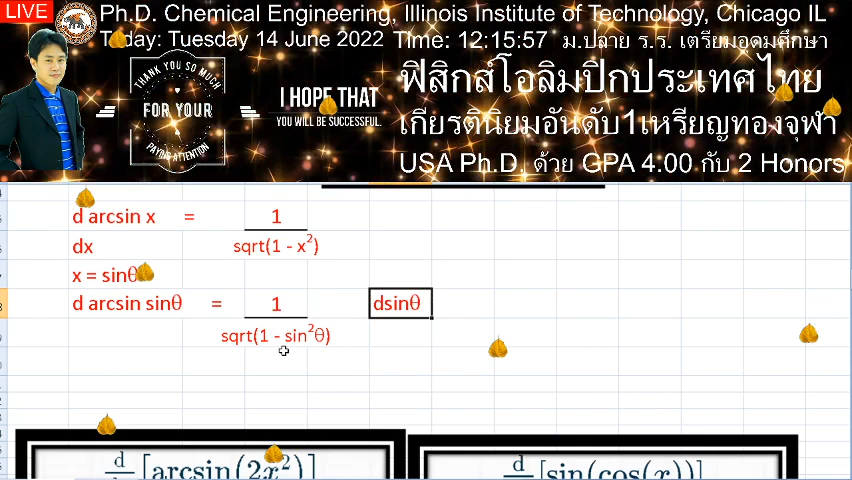 LIVE
Ph.D. Chemical Engineering, Illinois Institute of Technology, Chicago IL
Today: Tuesday 14 June 2022 Time: 12:15:57 ม.ปลาย ร.ร. เตรียมอุดมศึกษา
THANK YOU SO MUCH
FOR YOUR
PAYING ATTENTION
I HOPE THAT
YOU WILL BE SUCCESSFUL.
ฟิสิกส์โอลิมปิกประเทศไทย
เกียรตินิยมอันดับ1เหรียญทองจุฬา
USA Ph.D. ด้วย GPA 4.00 กับ 2 Honors
d arcsin x = 1
dx sqrt(1 - x²)
x = sinθ
d arcsin sinθ = 1 dsinθ
sqrt(1 - sin²θ)
d [arcsin(2x²)]
d [sin(cos(x))]